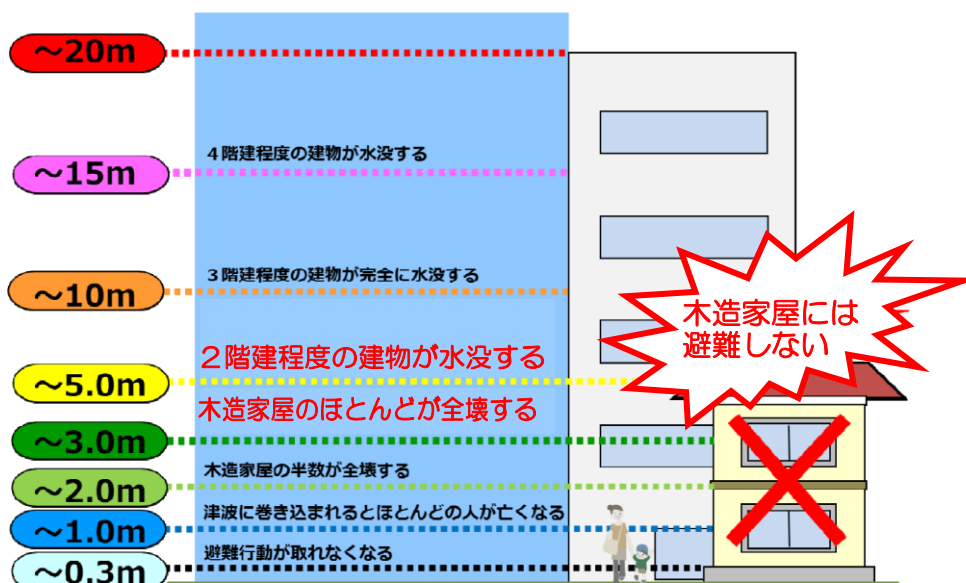 ～20m
４階建程度の建物が水没する
～15m
３階建程度の建物が完全に水没する
～10m
木造家屋には
避難しない
２階建程度の建物が水没する
～5.0m
木造家屋のほとんどが全壊する
～3.0m
木造家屋の半数が全壊する
～2.0m
津波に巻き込まれるとほとんどの人が亡くなる
～1.0m
避難行動が取れなくなる
～0.3m